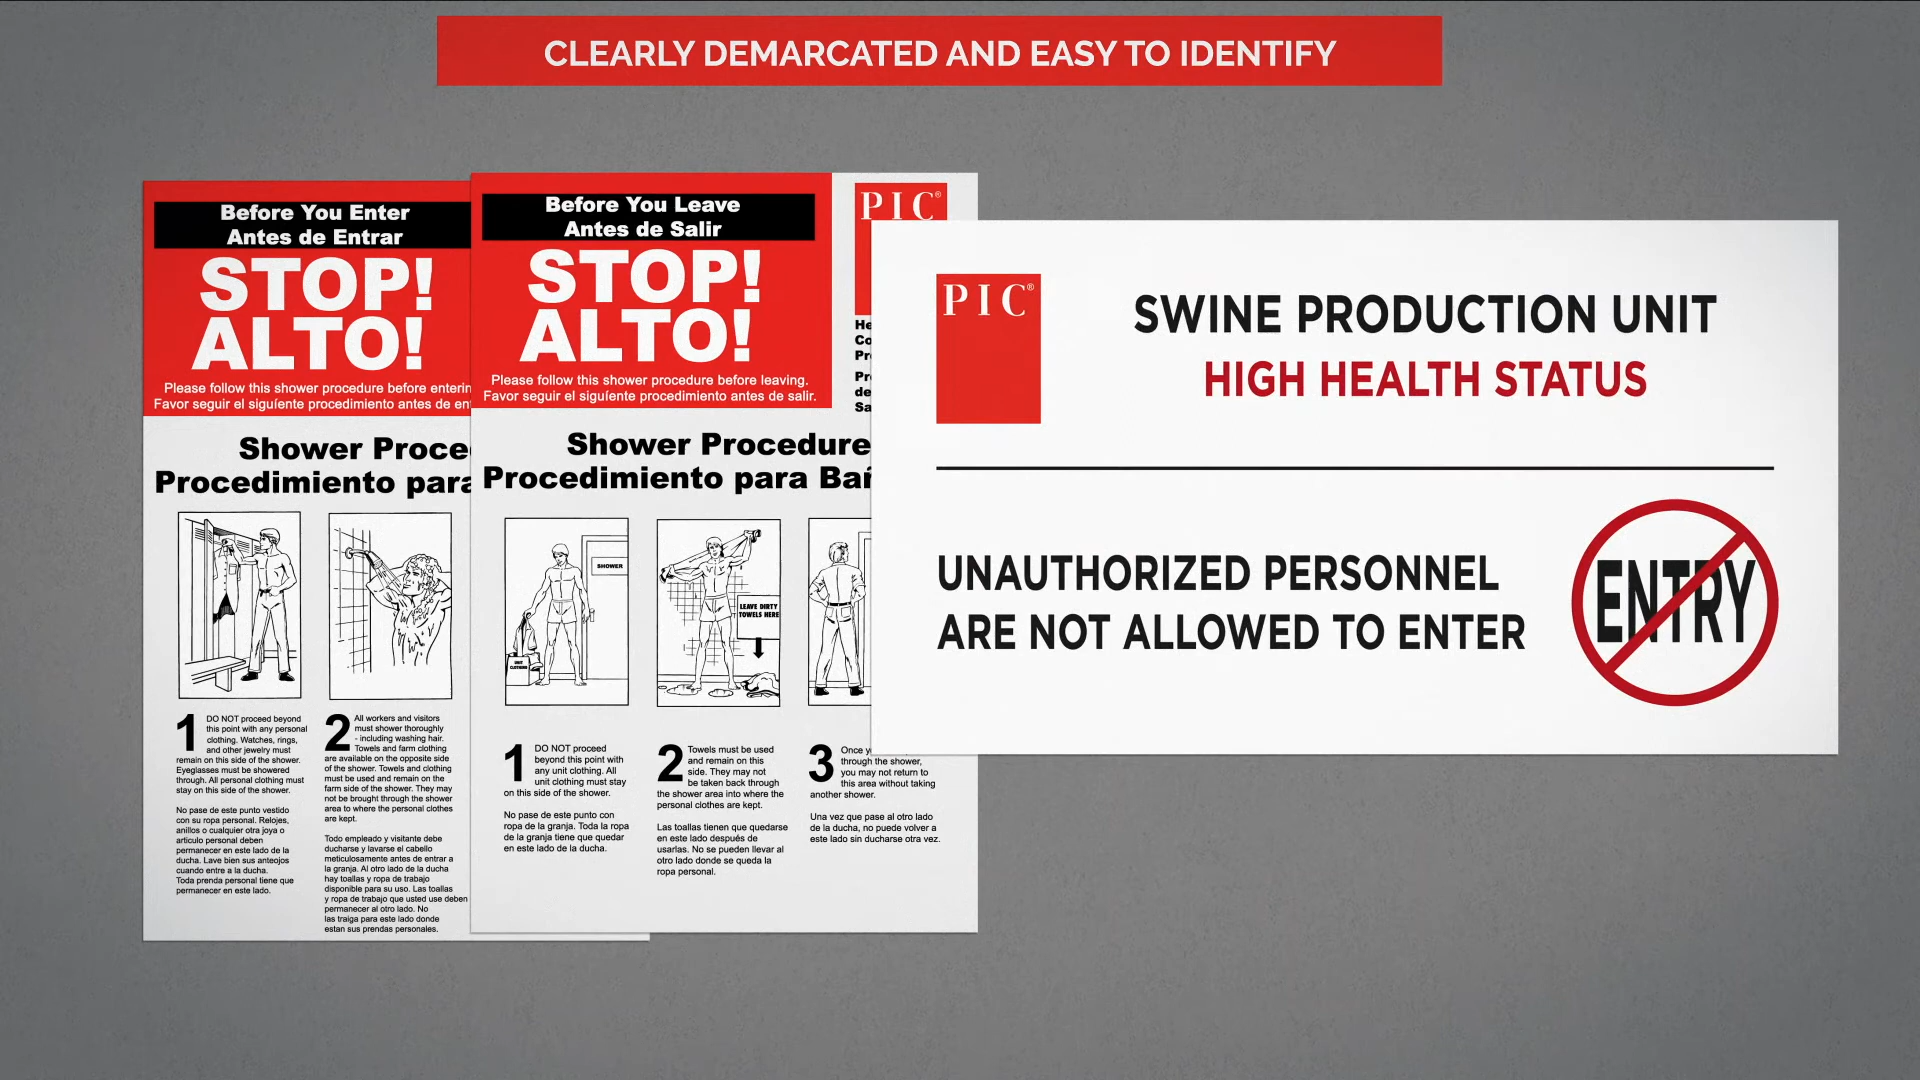 CLEARLY DEMARCATED AND EASY TO IDENTIFY
Before You Enter
Antes de Entrar
STOP!
ALTO!
Please follow this shower procedure before
Favor seguir el siguíente procedimiento antes de
Shower
Procedimiento para
1 DO NOT proceed beyond
this point with any personal
clothing. Watches, rings,
and other jewelry must
remain on this side of the shower.
Eyeglasses must be showered
through. All personal clothing must
stay on this side of the shower.
No pase de este punto vestido
con su ropa personal. Relojes,
anillos o cualquier otra joya o
artículo personal deben
permanecer en este lado de la
ducha. Lave bien sus anteojos
cuando entre a la ducha.
Toda prenda personal tiene que
permanecer en este lado.
2 All workers and visitors
must shower thoroughly
- including washing hair.
Towels and farm clothing
are available on the opposite side
of the shower. Towels and clothing
must be used and remain on the
farm side of the shower. They may
not be brought through the shower
area to where the personal clothes
are kept.
Todo empleado y visitante debe
ducharse y lavarse el cabello
meticulosamente antes de entrar a
la granja. Al otro lado de la ducha
hay toallas y ropa de trabajo
disponible para su uso. Las toallas
y ropa de trabajo que usted use deben
permanecer al otro lado. No
las traiga para este lado donde
estan sus prendas personales.
Before You Leave
Antes de Salir
STOP!
ALTO!
Please follow this shower procedure before leaving.
Favor seguir el siguíente procedimiento antes de salir.
PIC®
Shower Procedure
Procedimiento para
SHOWER
UNIT
CLOTHING
LEAVE DIRTY
TOWELS HERE
1 DO NOT proceed
beyond this point with
any unit clothing. All
unit clothing must stay
on this side of the shower.
No pase de este punto con
ropa de la granja. Toda la ropa
de la granja tiene que quedar
en este lado de la ducha.
2 Towels must be used
and remain on this
side. They may not
be taken back through
the shower area into where the
personal clothes are kept.
Las toallas tienen que quedarse
en este lado después de
usarlas. No se pueden llevar al
otro lado donde se queda la
ropa personal.
3 Once
through the shower,
you may not return to
this area without taking
another shower.
Una vez que pase al otro lado
de la ducha, no puede volver a
este lado sin ducharse otra vez.
PIC®
SWINE PRODUCTION UNIT
HIGH HEALTH STATUS
UNAUTHORIZED PERSONNEL
ARE NOT ALLOWED TO ENTER
ENTRY